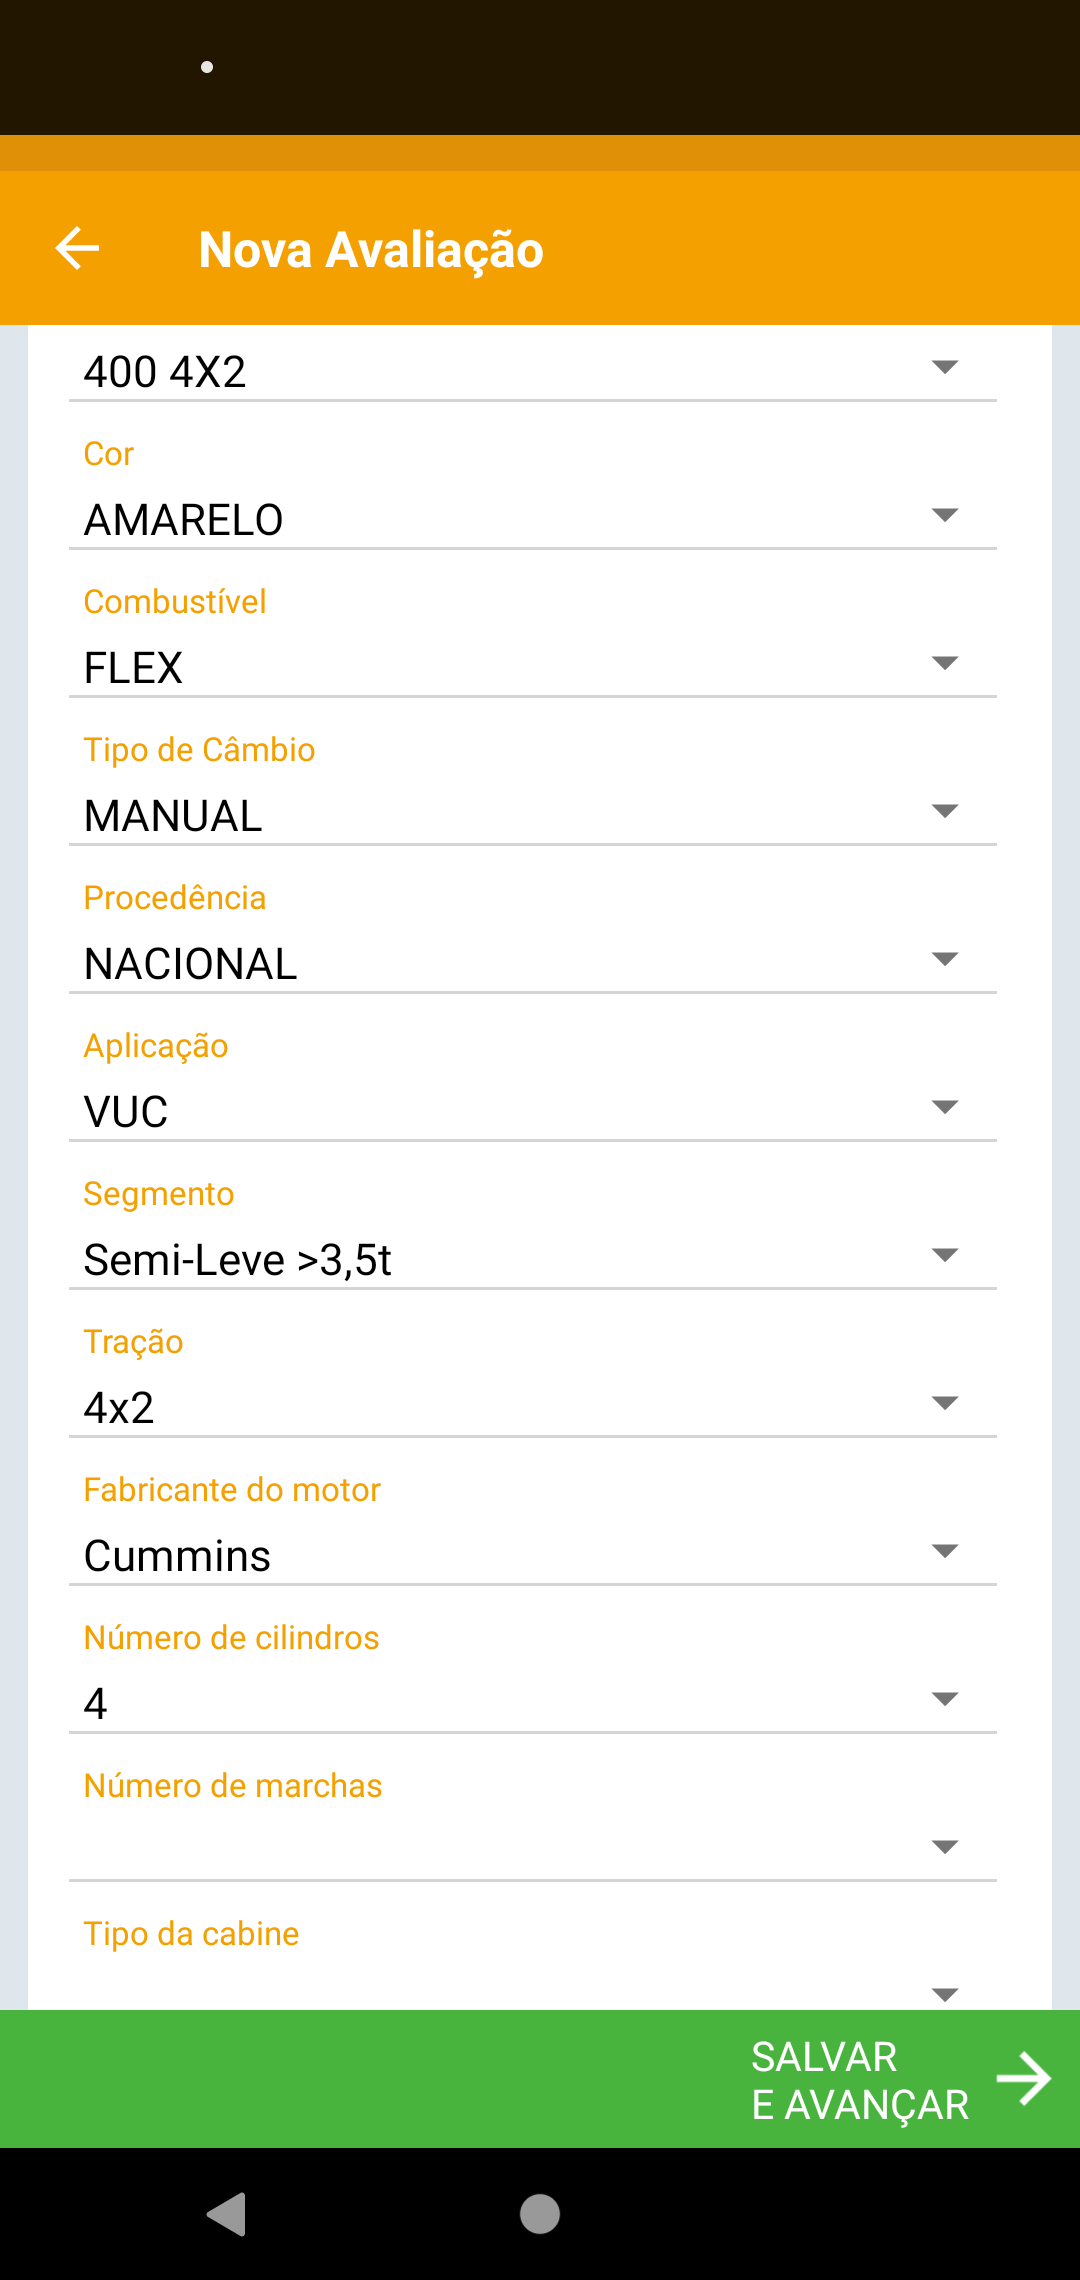 Nova Avaliação
400 4X2
Cor
AMARELO
Combustível
FLEX
Tipo de Câmbio
MANUAL
Procedência
NACIONAL
Aplicação
VUC
Segmento
Semi-Leve >3,5t
Tração
4x2
Fabricante do motor
Cummins
Número de cilindros
4
Número de marchas
Tipo da cabine
SALVAR
E AVANÇAR